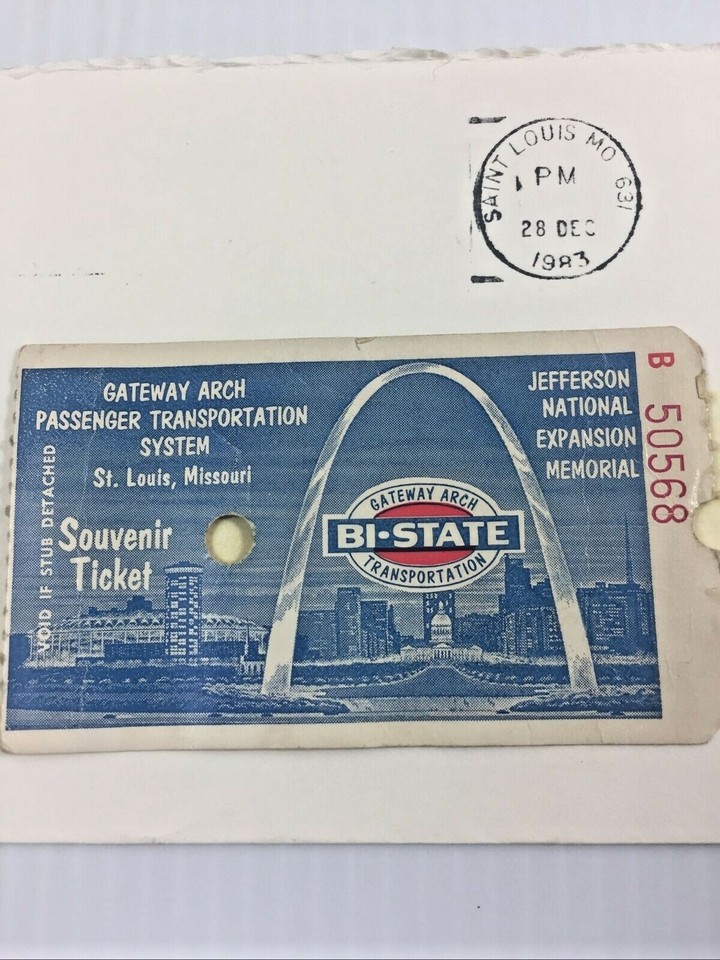 SAINT LOUIS MO 631
PM
28 DEC
1983
GATEWAY ARCH
PASSENGER TRANSPORTATION
SYSTEM
St. Louis, Missouri
Souvenir
Ticket
VOID IF STUB DETACHED
GATEWAY ARCH
BI•STATE
TRANSPORTATION
JEFFERSON
NATIONAL
EXPANSION
MEMORIAL
B 50568